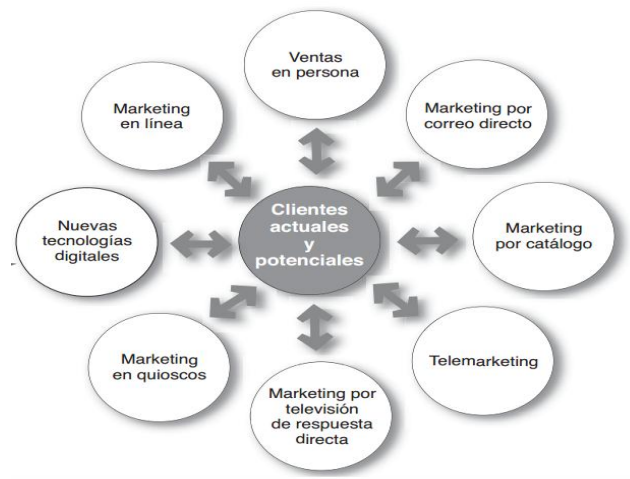 Ventas
en persona
Marketing
en línea
Marketing por
correo directo
Clientes
actuales
y
potenciales
Nuevas
tecnologías
digitales
Marketing
por catálogo
Marketing
en quioscos
Telemarketing
Marketing por
televisión
de respuesta
directa